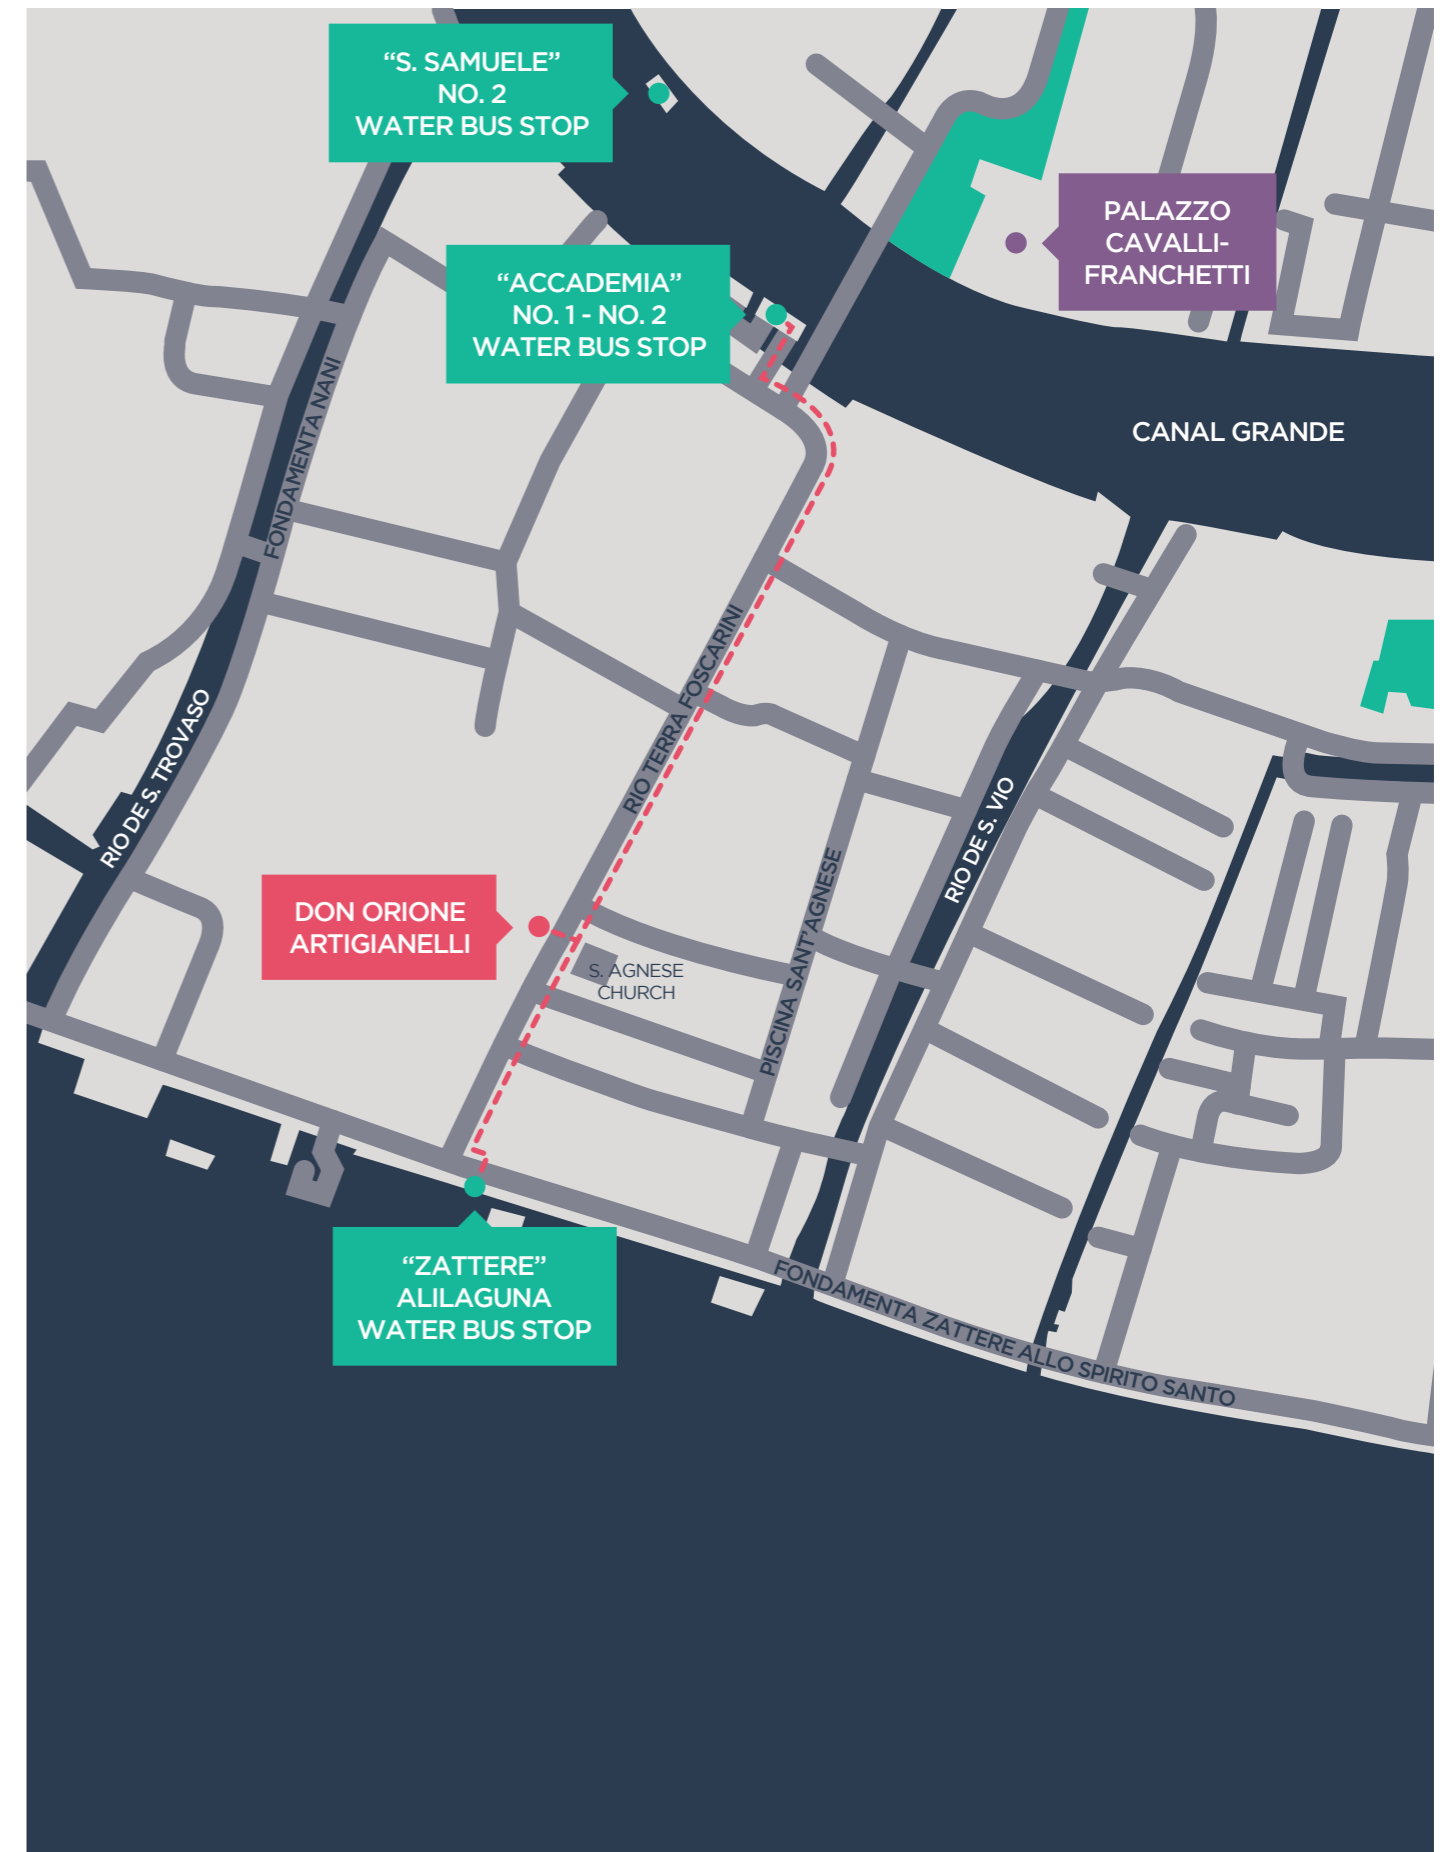 “S. SAMUELE”
NO. 2
WATER BUS STOP
PALAZZO
CAVALLI-
FRANCHETTI
“ACCADEMIA”
NO. 1 - NO. 2
WATER BUS STOP
CANAL GRANDE
FONDAMENTA NANI
RIO TERRA FOSCARINI
RIO DE S. TROVASO
RIO DE S. VIO
PISCINA SANT’AGNESE
DON ORIONE
ARTIGIANELLI
S. AGNESE
CHURCH
“ZATTERE”
ALILAGUNA
WATER BUS STOP
FONDAMENTA ZATTERE ALLO SPIRITO SANTO